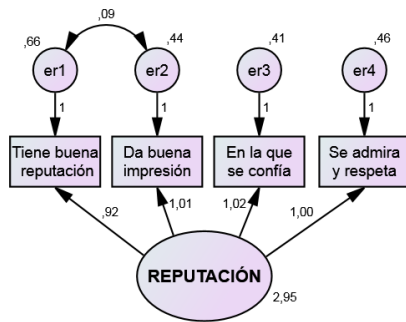 ,09
,66
,44
,41
,46
er1
er2
er3
er4
1
1
1
1
Tiene buena
reputación
Da buena
impresión
En la que
se confía
Se admira
y respeta
,92
1,01
1,02
1,00
REPUTACIÓN
2,95